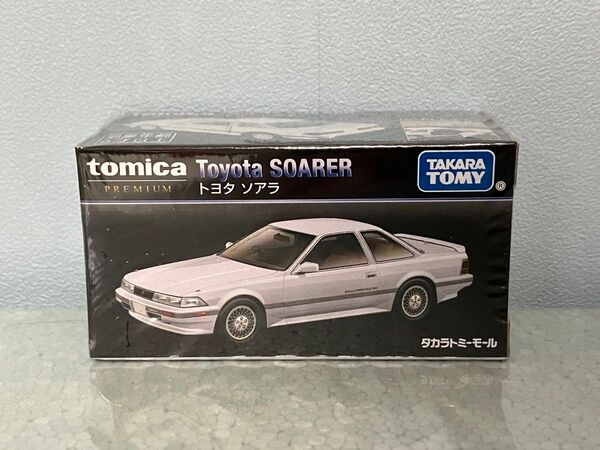 tomica
PREMIUM
Toyota SOARER
トヨタ ソアラ
TAKARA
TOMY
®
タカラトミーモール